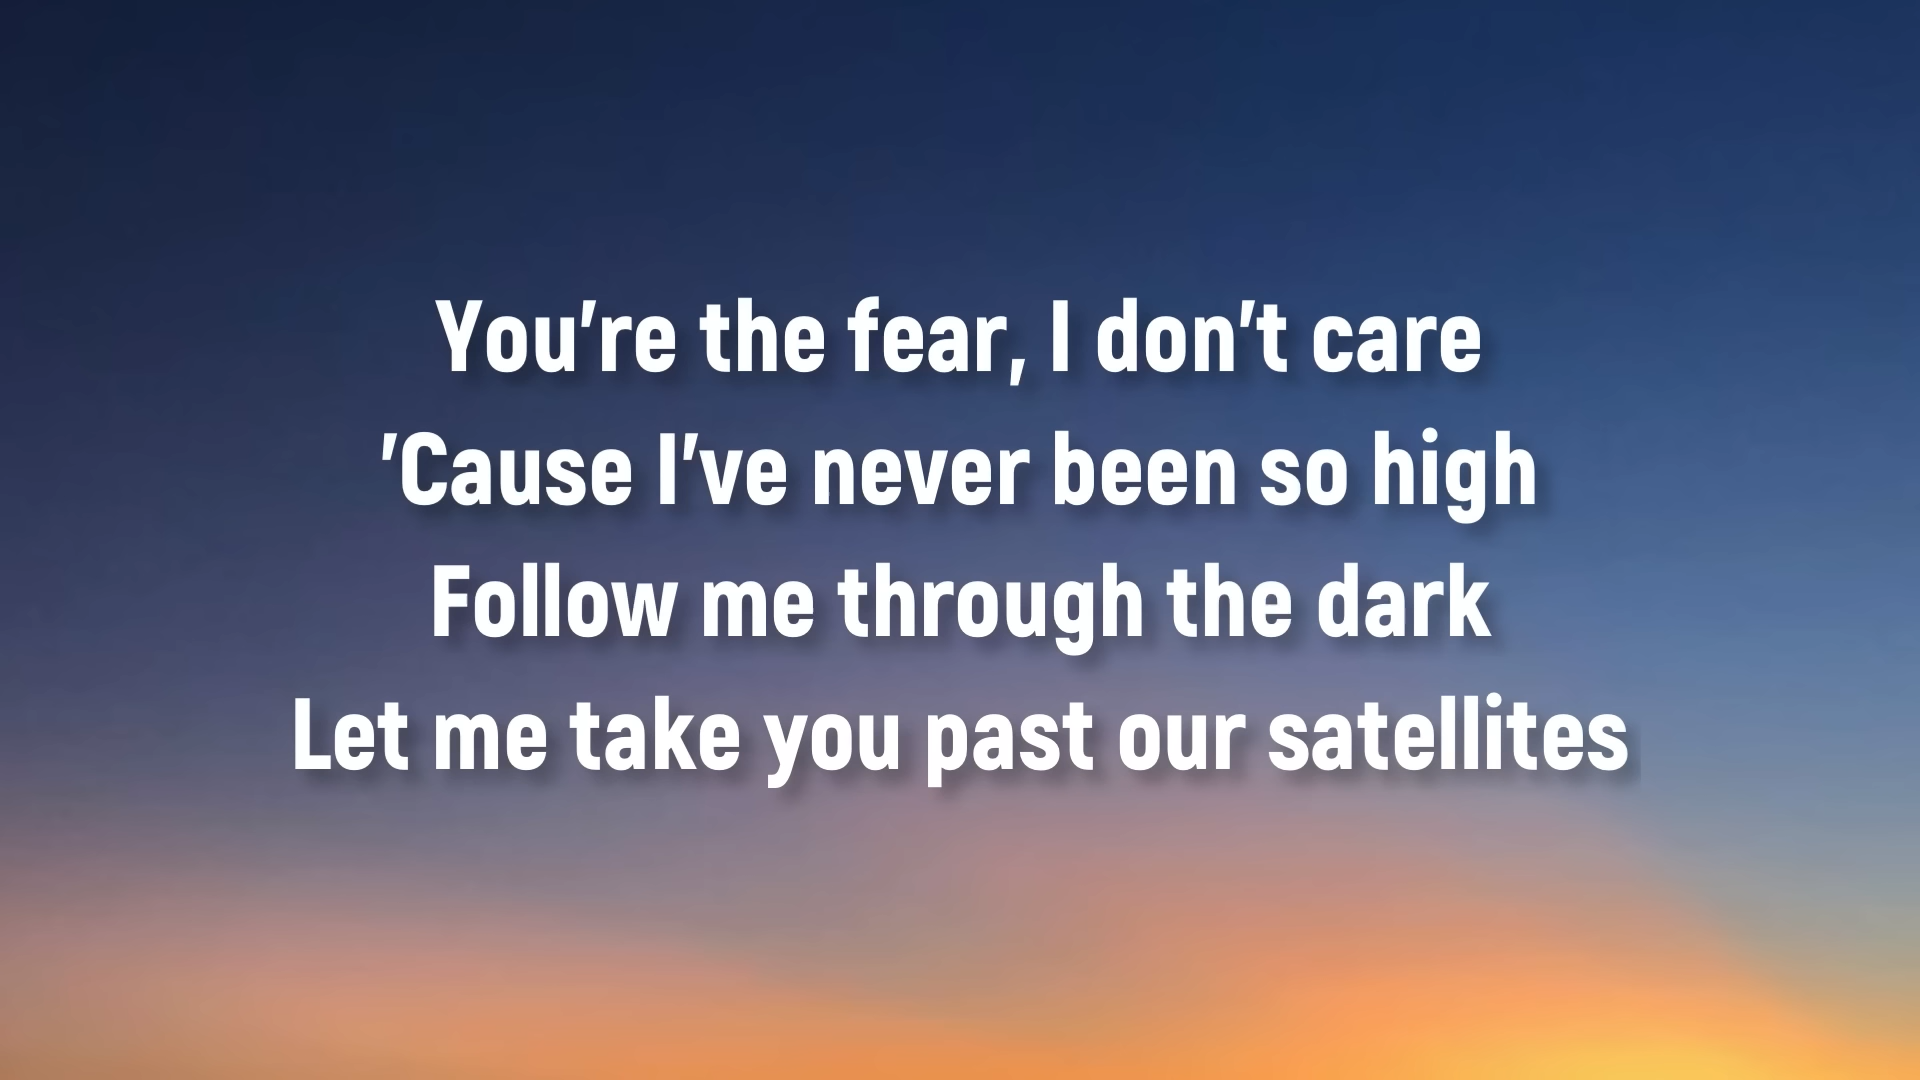 You're the fear, I don't care
'Cause I've never been so high
Follow me through the dark
Let me take you past our satellites